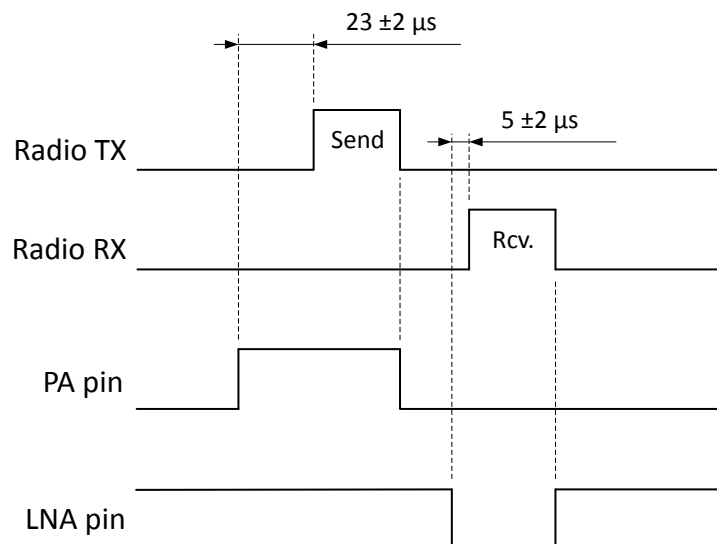 23 ±2 µs
5 ±2 µs
Radio TX
Send
Radio RX
Rcv.
PA pin
LNA pin